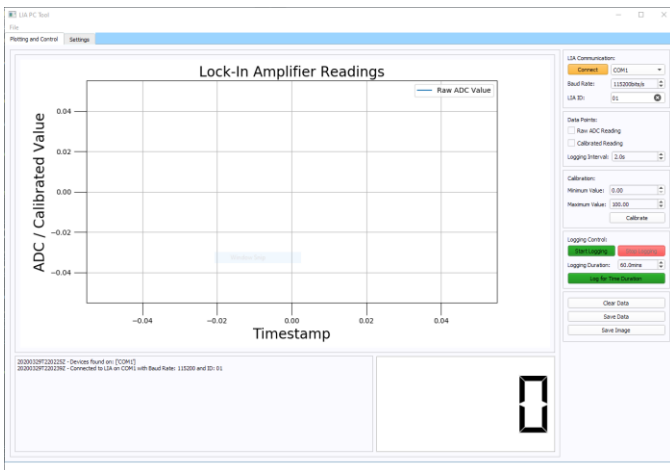 LIA PC Tool
File
Plotting and Control Settings
Lock-In Amplifier Readings
Raw ADC Value
ADC / Calibrated Value
0.04
0.02
0.00
−0.02
−0.04
−0.04 −0.02 0.00 0.02 0.04
Timestamp
20200329T220225Z - Devices found on: ['COM1']
20200329T220239Z - Connected to LIA on COM1 with Baud Rate: 115200 and ID: 01
0
LIA Communication:
Connect COM1
Baud Rate: 115200bits/s
LIA ID: 01
Data Points:
Raw ADC Reading
Calibrated Reading
Logging Interval: 2.0s
Calibration:
Minimum Value: 0.00
Maximum Value: 100.00
Calibrate
Logging Control:
Start Logging Stop Logging
Logging Duration: 60.0mins
Log for Time Duration
Clear Data
Save Data
Save Image